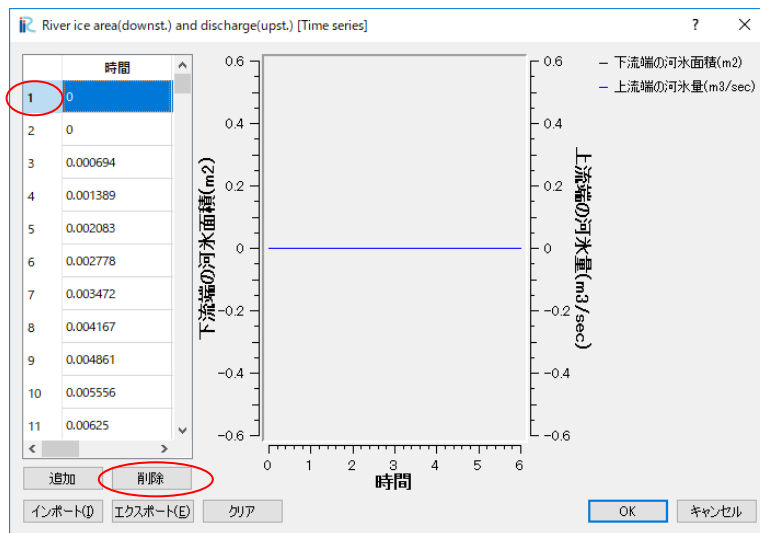 iR River ice area(downst.) and discharge(upst.) [Time series] ? ×
時間
1 0
2 0
3 0.000694
4 0.001389
5 0.002083
6 0.002778
7 0.003472
8 0.004167
9 0.004861
10 0.005556
11 0.00625
追加 削除
インポート(I) エクスポート(E) クリア
下流端の河氷面積(m2)
0.6
0.4
0.2
0
-0.2
-0.4
-0.6
0 1 2 3 4 5 6
時間
0.6
0.4
0.2
0
-0.2
-0.4
-0.6
上流端の河氷量(m3/sec)
下流端の河氷面積(m2)
上流端の河氷量(m3/sec)
OK キャンセル